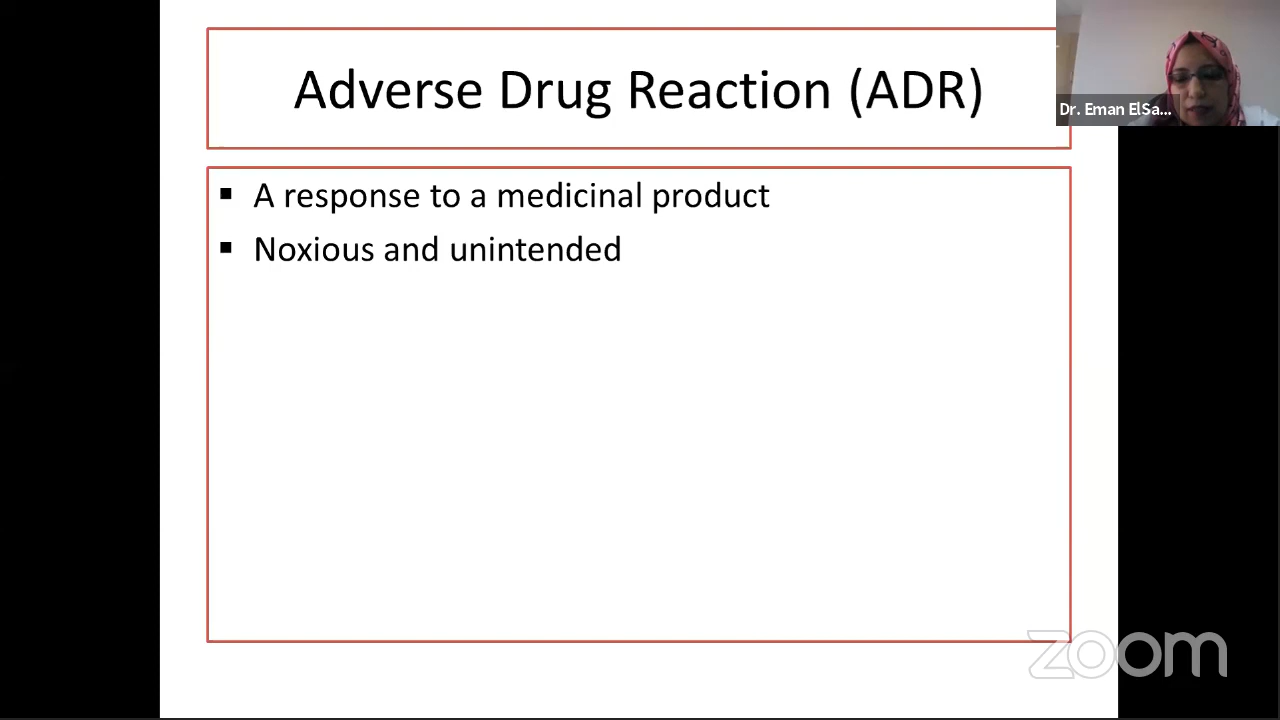 Adverse Drug Reaction (ADR)
Dr. Eman ElSa...
▪ A response to a medicinal product
▪ Noxious and unintended
zoom